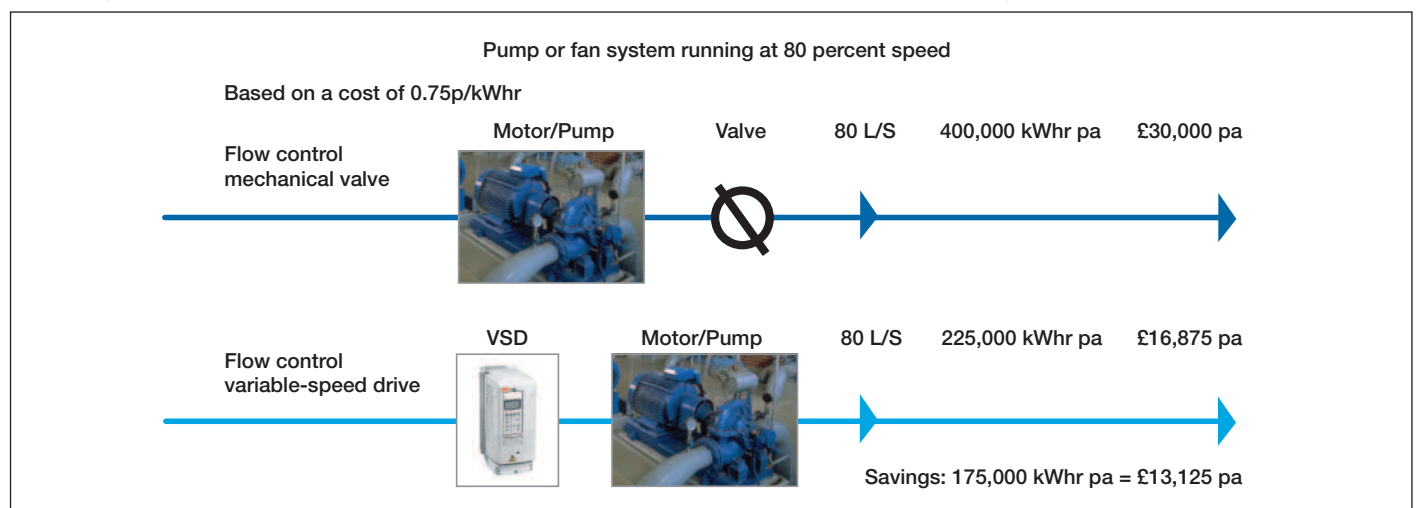 Pump or fan system running at 80 percent speed
Based on a cost of 0.75p/kWhr
Motor/Pump Valve 80 L/S 400,000 kWhr pa £30,000 pa
Flow control
mechanical valve
VSD Motor/Pump 80 L/S 225,000 kWhr pa £16,875 pa
Flow control
variable-speed drive
Savings: 175,000 kWhr pa = £13,125 pa